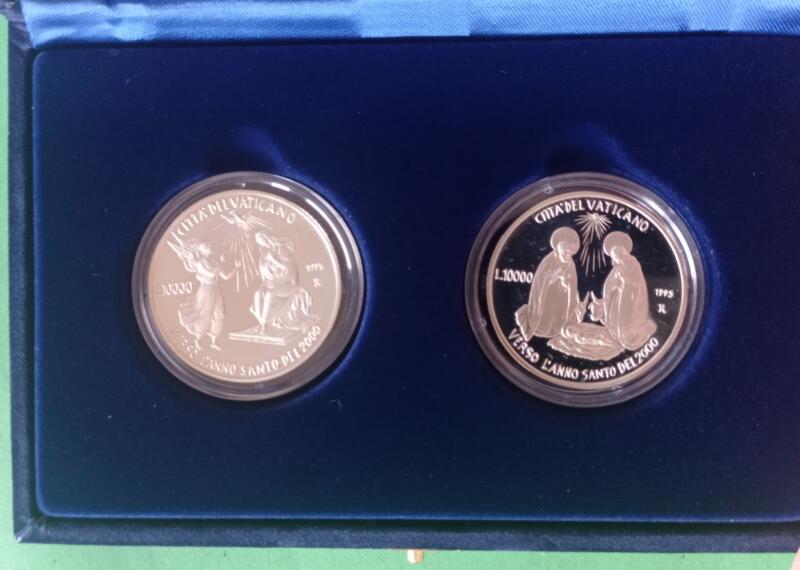 CITTA' DEL VATICANO
L.10000
1995
R
VERSO L'ANNO SANTO DEL 2000
CITTA' DEL VATICANO
L.10000
1995
R
VERSO L'ANNO SANTO DEL 2000